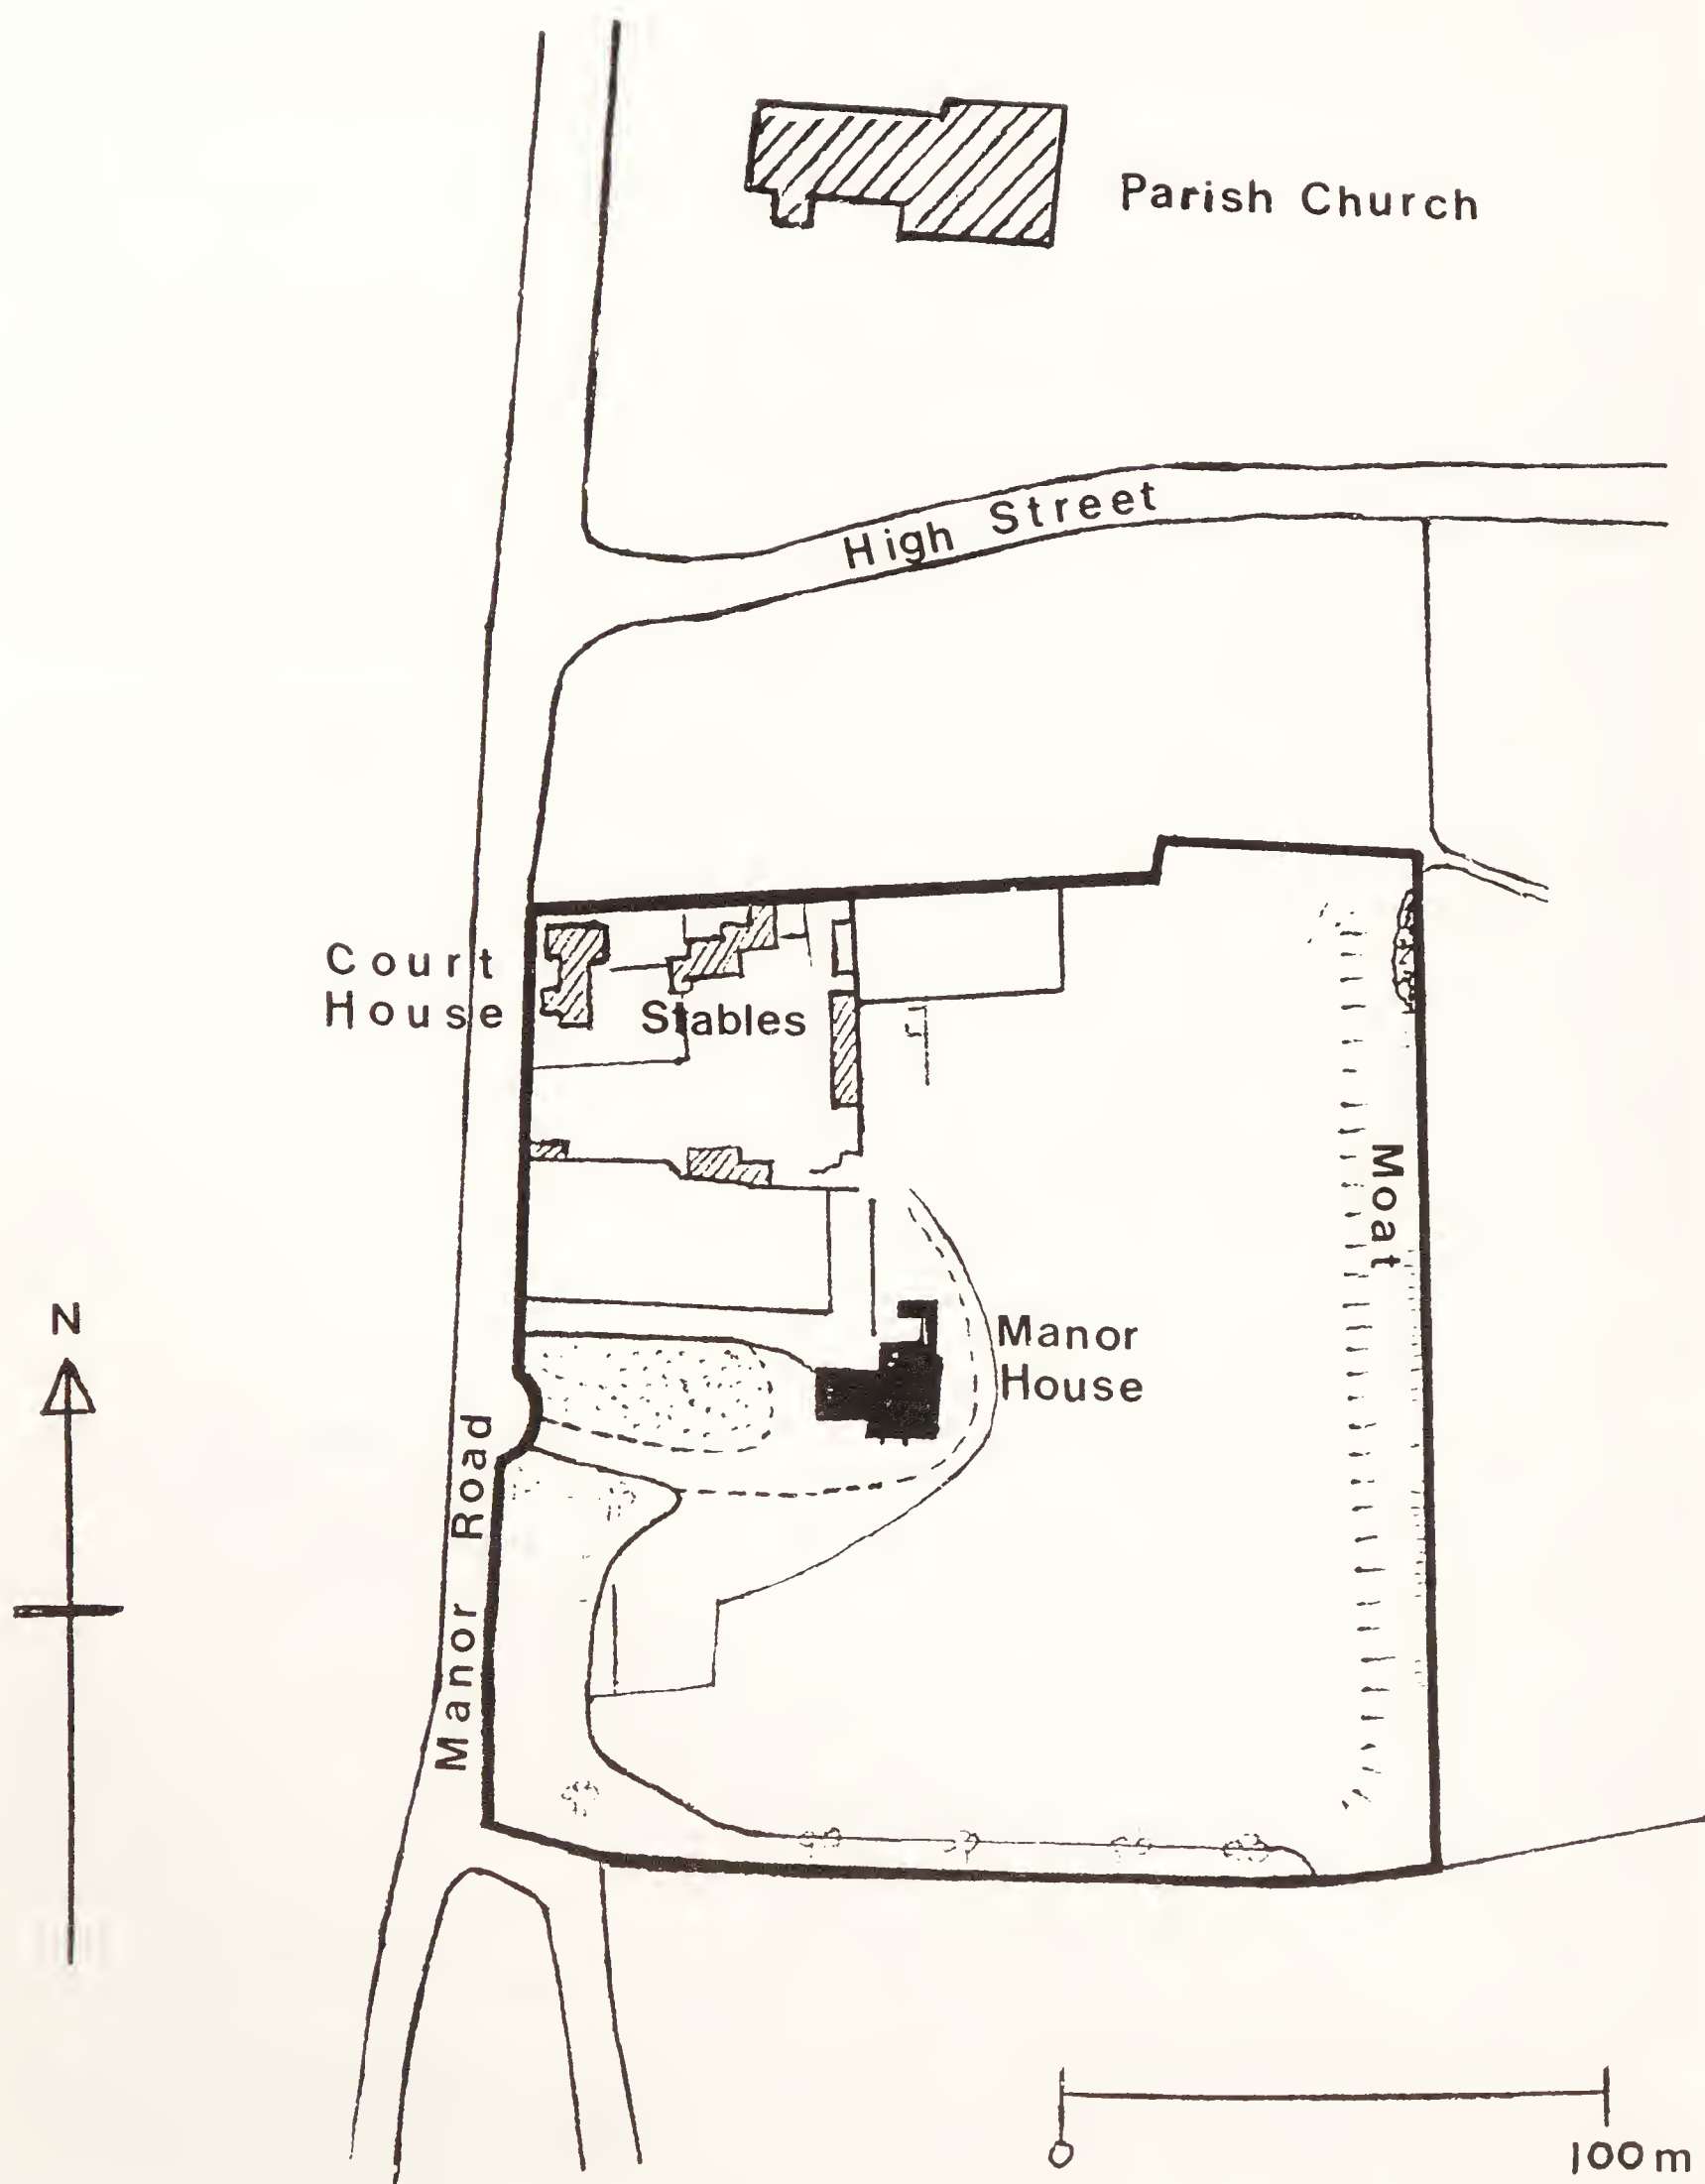 Parish Church
High Street
Court
House
Stables
Moat
N
Manor
House
Manor Road
0
100m